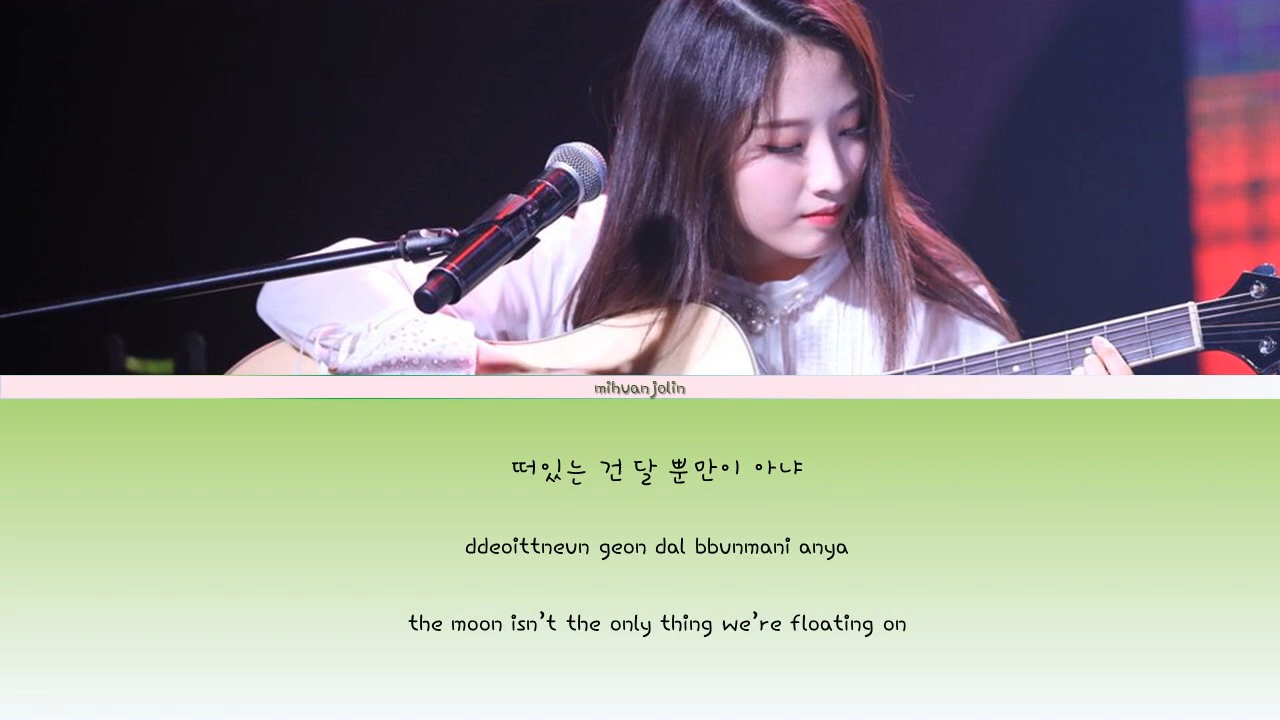 mihuanjolin
떠있는 건 달 뿐만이 아냐
ddeoittneun geon dal bbunmani anya
the moon isn't the only thing we're floating on